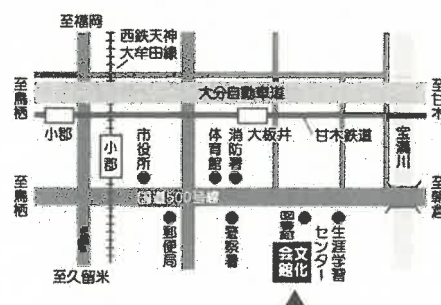 至福岡
西鉄天神
大牟田線
至鳥栖
大分自動車道
至甘木
小郡
大板井
甘木鉄道
宝満川
小郡
市役所
体育館
消防署
至鳥栖
500号線
至朝倉
郵便局
警察署
図書館
文化
会館
生涯学習
センター
至久留米